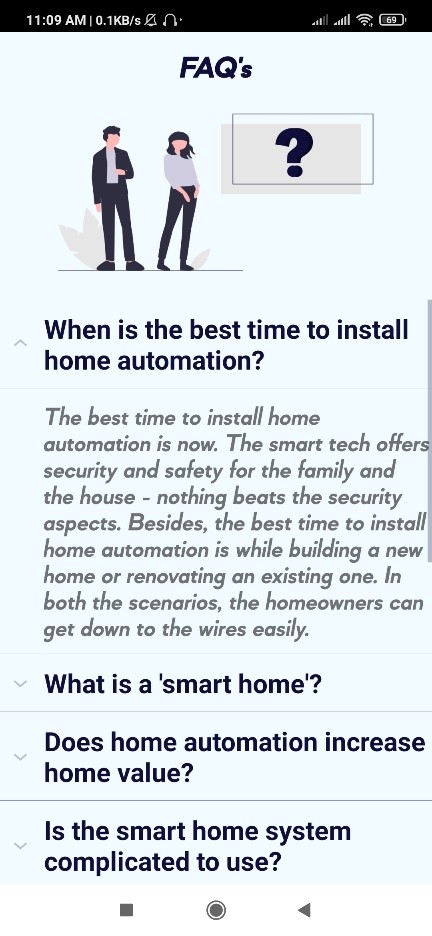 11:09 AM | 0.1KB/s
69
FAQ's
?
When is the best time to install
home automation?
The best time to install home
automation is now. The smart tech offers
security and safety for the family and
the house - nothing beats the security
aspects. Besides, the best time to install
home automation is while building a new
home or renovating an existing one. In
both the scenarios, the homeowners can
get down to the wires easily.
What is a 'smart home'?
Does home automation increase
home value?
Is the smart home system
complicated to use?